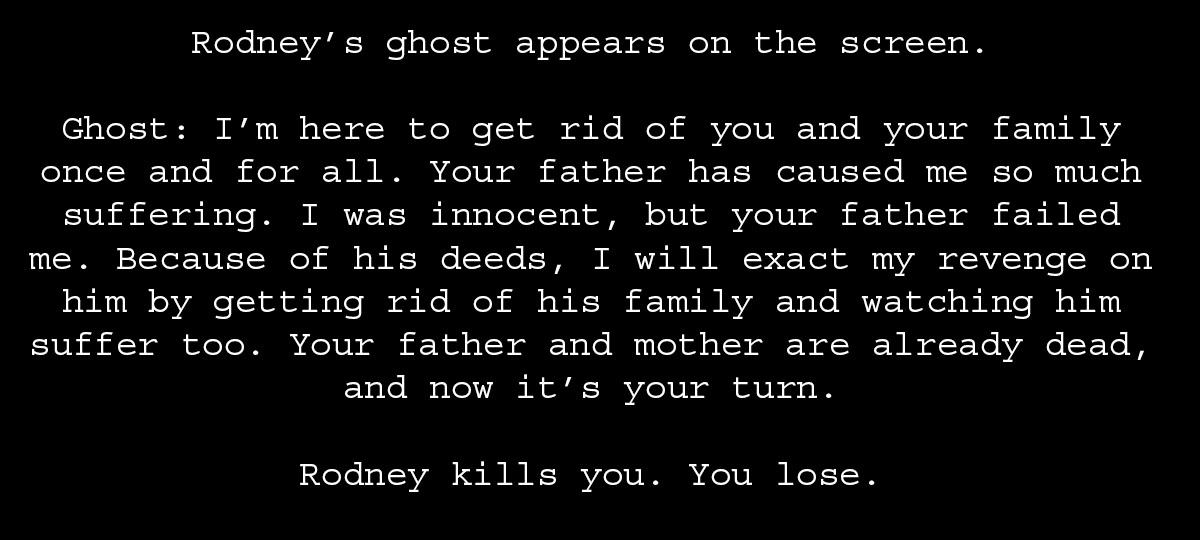 Rodney’s ghost appears on the screen.
Ghost: I’m here to get rid of you and your family
once and for all. Your father has caused me so much
suffering. I was innocent, but your father failed
me. Because of his deeds, I will exact my revenge on
him by getting rid of his family and watching him
suffer too. Your father and mother are already dead,
and now it’s your turn.
Rodney kills you. You lose.